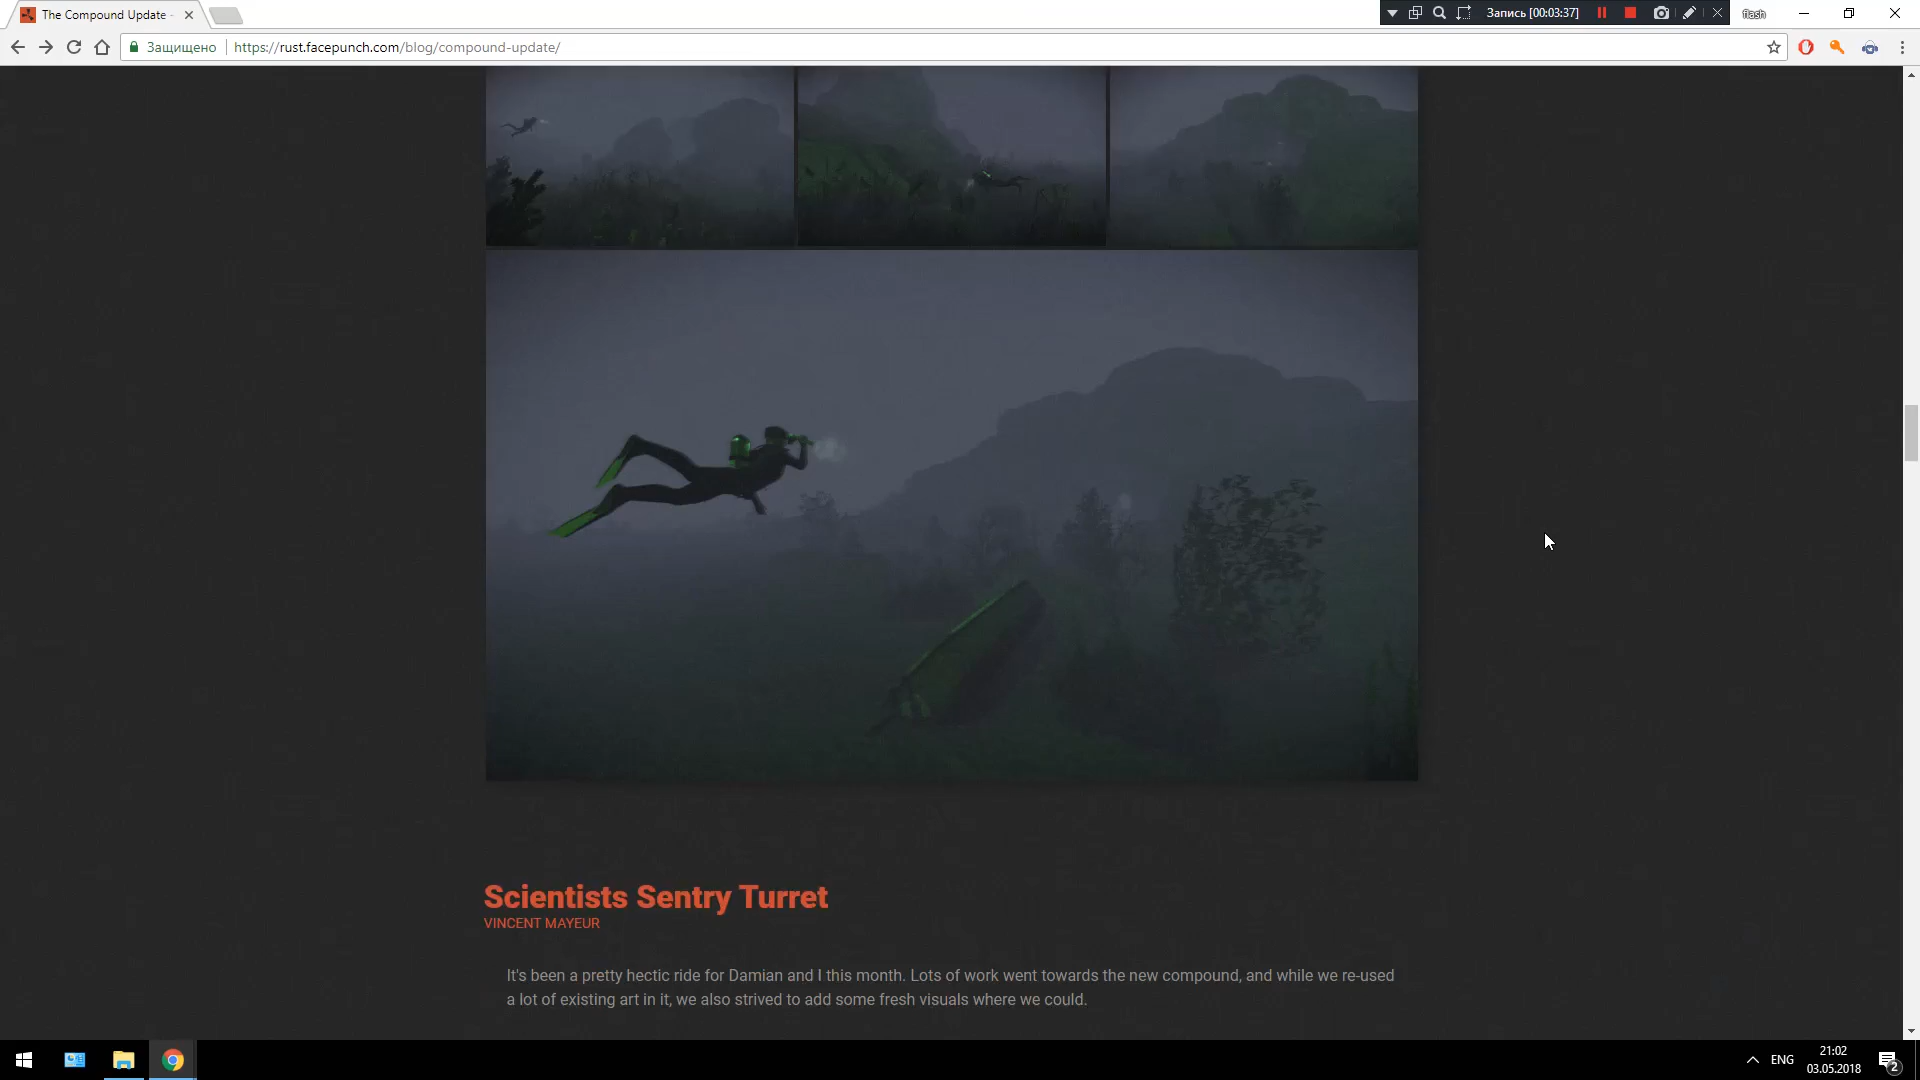 The Compound Update -
Запись [00:03:37]
flash
Защищено
https://rust.facepunch.com/blog/compound-update/
Scientists Sentry Turret
VINCENT MAYEUR
It's been a pretty hectic ride for Damian and I this month. Lots of work went towards the new compound, and while we re-used
a lot of existing art in it, we also strived to add some fresh visuals where we could.
ENG
21:02
03.05.2018
2